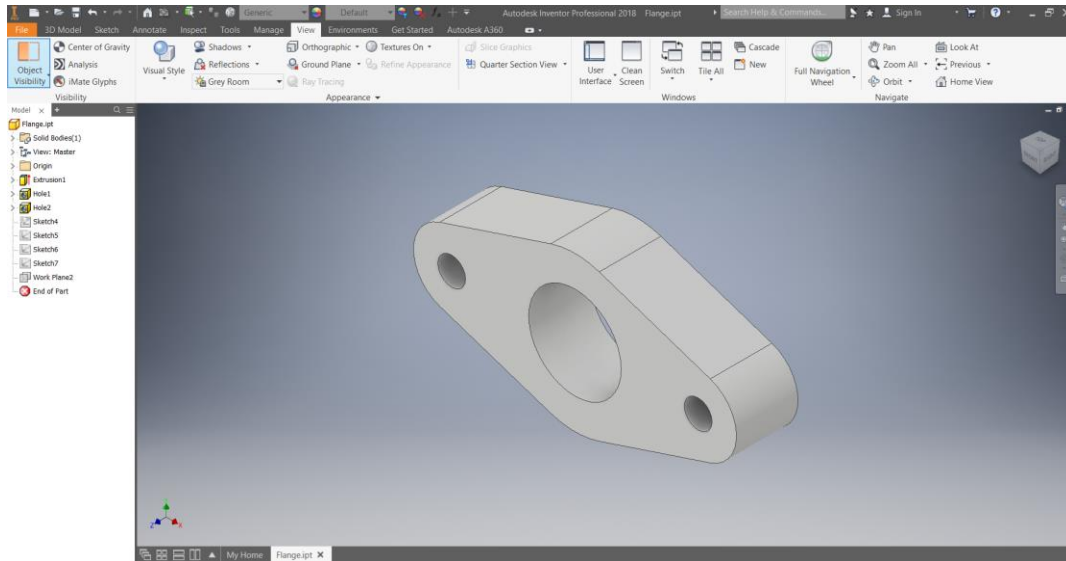 Generic Default Autodesk Inventor Professional 2018 Flange.ipt Search Help & Commands... Sign In
File 3D Model Sketch Annotate Inspect Tools Manage View Environments Get Started Autodesk A360
Object Visibility
Center of Gravity
Analysis
iMate Glyphs
Visibility
Visual Style
Shadows
Reflections
Grey Room
Orthographic
Ground Plane
Ray Tracing
Textures On
Refine Appearance
Slice Graphics
Quarter Section View
Appearance
User Interface
Clean Screen
Switch
Tile All
Cascade
New
Windows
Full Navigation Wheel
Pan
Zoom All
Orbit
Look At
Previous
Home View
Navigate
Model
Flange.ipt
Solid Bodies(1)
View: Master
Origin
Extrusion1
Hole1
Hole2
Sketch4
Sketch5
Sketch6
Sketch7
Work Plane2
End of Part
My Home Flange.ipt